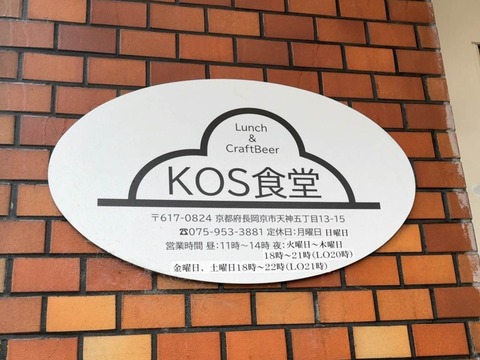 Lunch
&
CraftBeer
KOS食堂
〒617-0824 京都府長岡京市天神五丁目13-15
☎075-953-3881 定休日:月曜日 日曜日
営業時間 昼:11時～14時 夜:火曜日～木曜日
18時～21時(LO20時)
金曜日、土曜日18時～22時(LO21時)